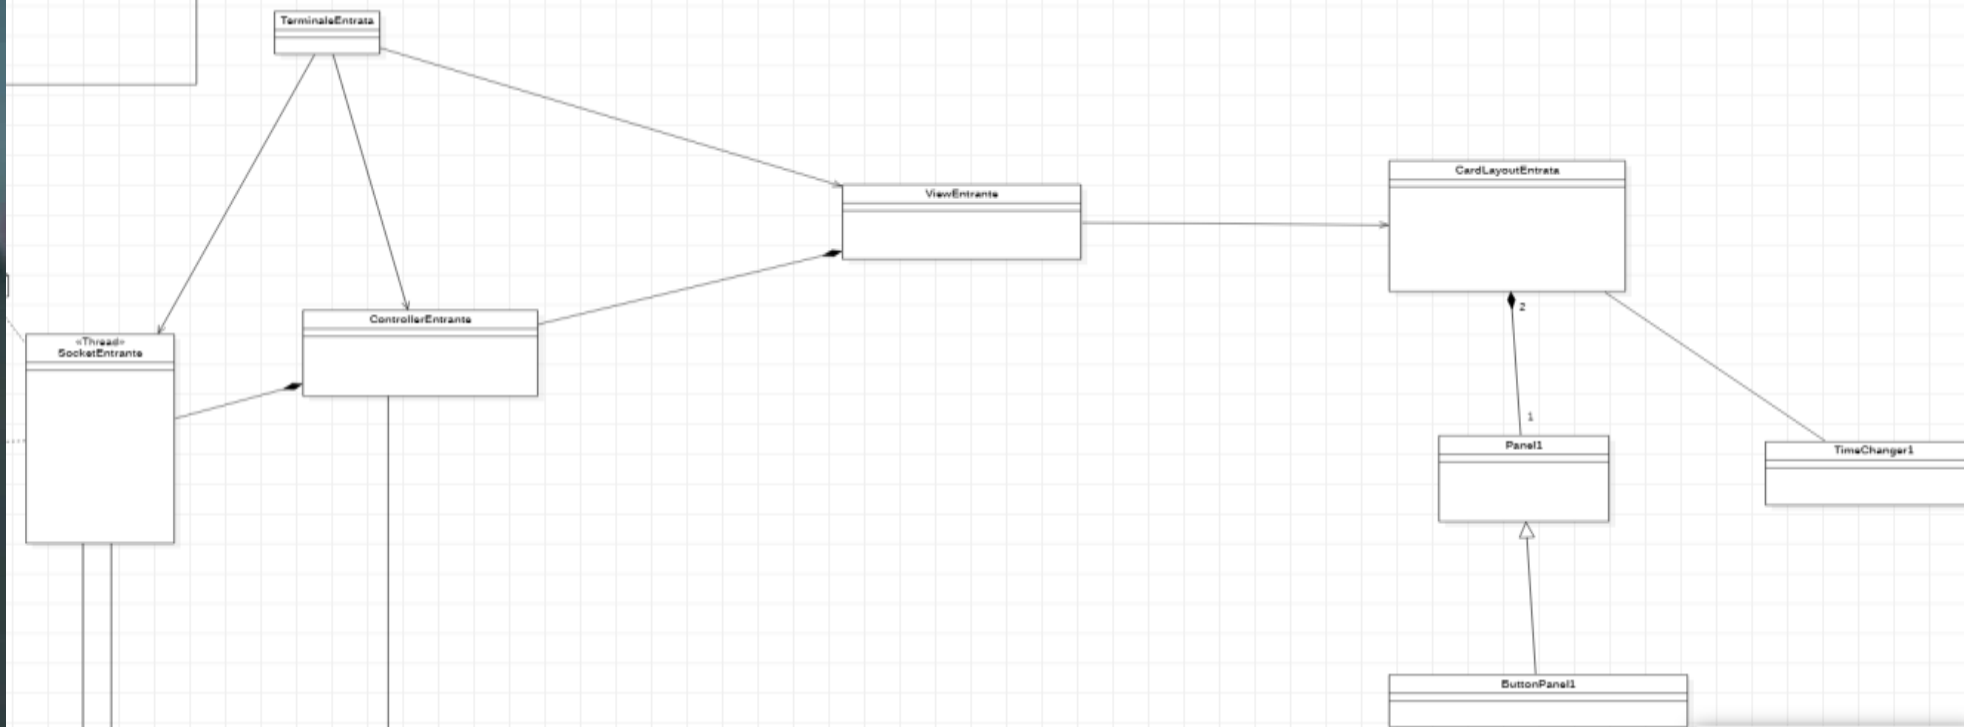 TerminaleEntrata
CardLayoutEntrata
ViewEntrante
2
ControllerEntrante
«Thread»
SocketEntrante
1
Panel1
TimeChanger1
ButtonPanel1